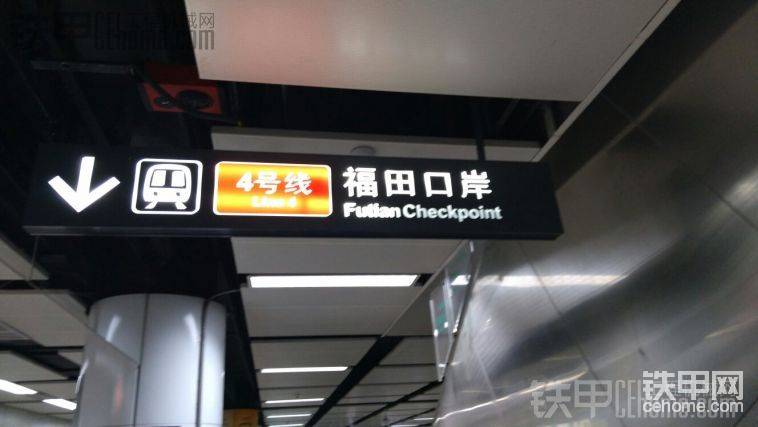 4号线
Line 4
福田口岸
Futian Checkpoint
铁甲网
cehome.com